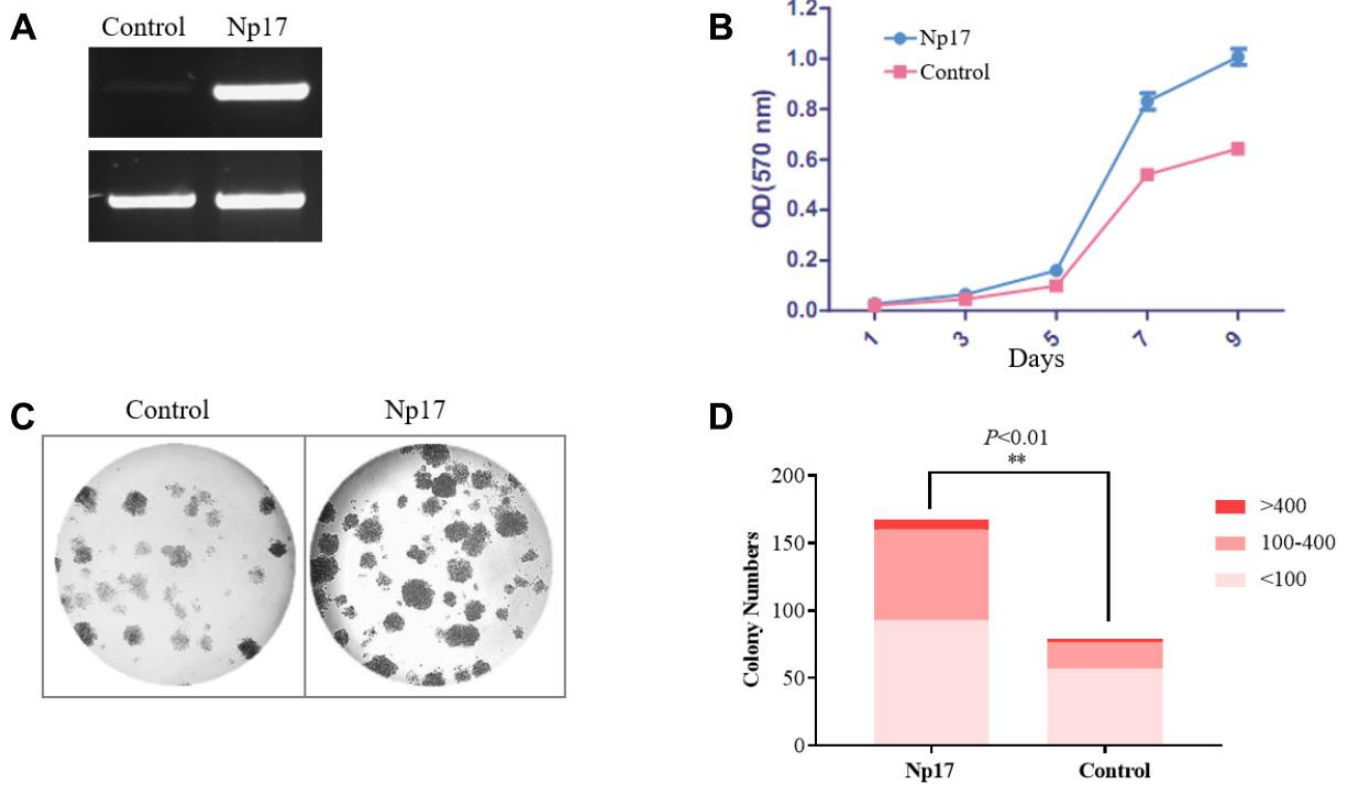 A
Control Np17
B
1.2
1.0
0.8
0.6
0.4
0.2
0.0
OD(570 nm)
Np17
Control
1 3 5 7 9
Days
C
Control Np17
D
P<0.01
**
200
150
100
50
0
Colony Numbers
>400
100-400
<100
Np17 Control